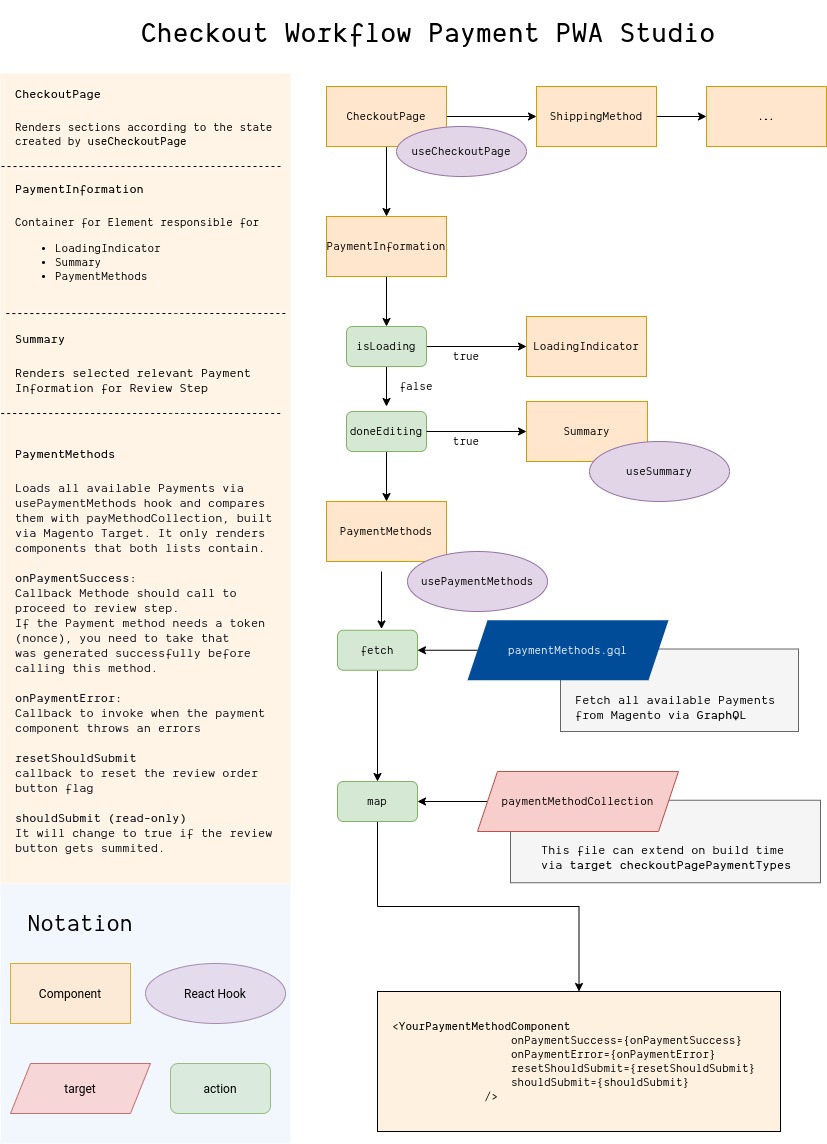 Checkout Workflow Payment PWA Studio
CheckoutPage
Renders sections according to the state
created by useCheckoutPage
PaymentInformation
Container for Element responsible for
• LoadingIndicator
• Summary
• PaymentMethods
Summary
Renders selected relevant Payment
Information for Review Step
PaymentMethods
Loads all available Payments via
usePaymentMethods hook and compares
them with payMethodCollection, built
via Magento Target. It only renders
components that both lists contain.
onPaymentSuccess:
Callback Methode should call to
proceed to review step.
If the Payment method needs a token
(nonce), you need to take that
was generated successfully before
calling this method.
onPaymentError:
Callback to invoke when the payment
component throws an errors
resetShouldSubmit
callback to reset the review order
button flag
shouldSubmit (read-only)
It will change to true if the review
button gets summited.
Notation
Component
React Hook
target
action
CheckoutPage
ShippingMethod
...
useCheckoutPage
PaymentInformation
isLoading
true
LoadingIndicator
false
doneEditing
true
Summary
useSummary
PaymentMethods
usePaymentMethods
fetch
paymentMethods.gql
Fetch all available Payments
from Magento via GraphQL
map
paymentMethodCollection
This file can extend on build time
via target checkoutPagePaymentTypes
<YourPaymentMethodComponent
onPaymentSuccess={onPaymentSuccess}
onPaymentError={onPaymentError}
resetShouldSubmit={resetShouldSubmit}
shouldSubmit={shouldSubmit}
/>